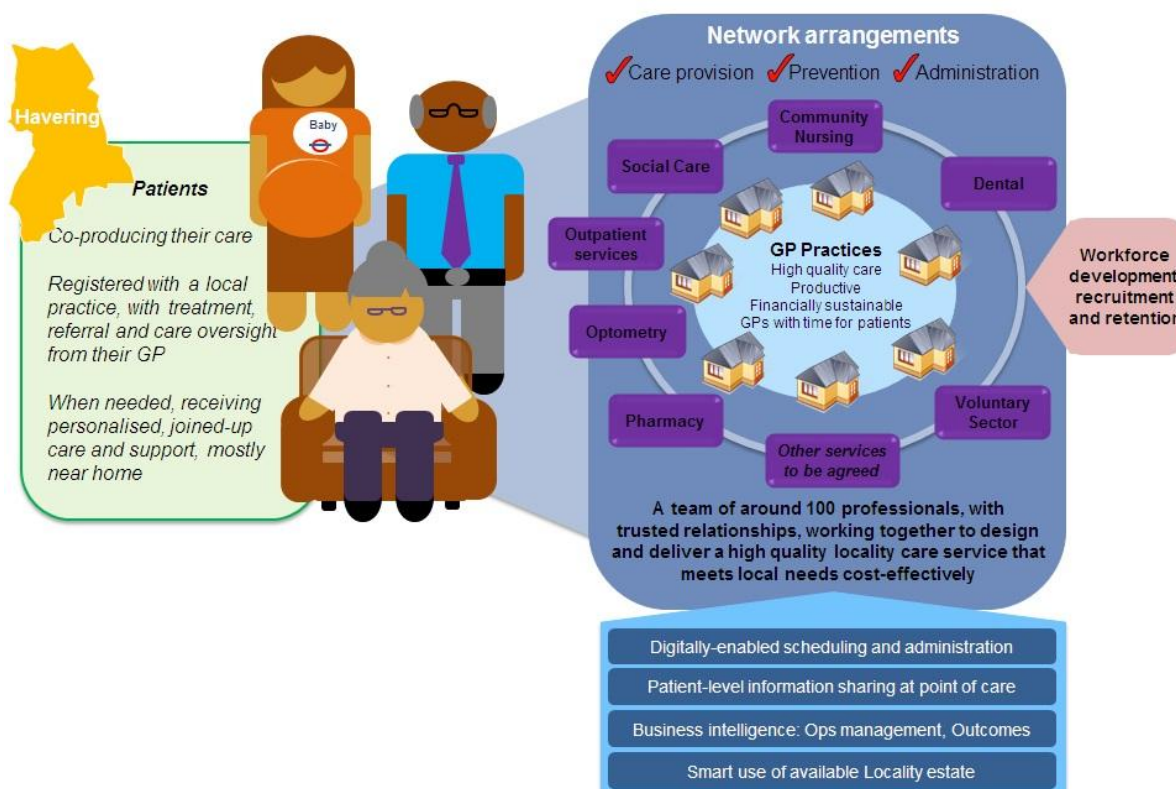 Havering
Patients
Co-producing their care
Registered with a local
practice, with treatment,
referral and care oversight
from their GP
When needed, receiving
personalised, joined-up
care and support, mostly
near home
Baby
Network arrangements
Care provision
Prevention
Administration
Community
Nursing
Social Care
Dental
Outpatient
services
Optometry
Pharmacy
Other services
to be agreed
Voluntary
Sector
GP Practices
High quality care
Productive
Financially sustainable
GPs with time for patients
A team of around 100 professionals, with
trusted relationships, working together to design
and deliver a high quality locality care service that
meets local needs cost-effectively
Workforce
development,
recruitment
and retention
Digitally-enabled scheduling and administration
Patient-level information sharing at point of care
Business intelligence: Ops management, Outcomes
Smart use of available Locality estate